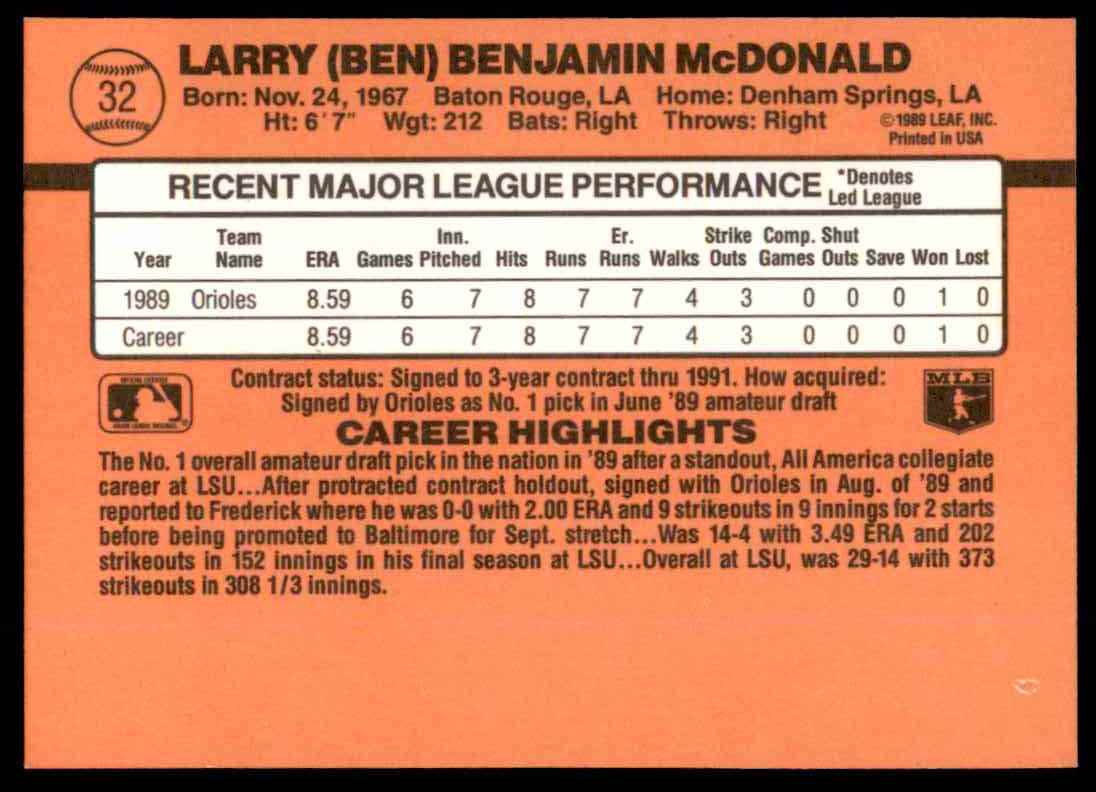 32
LARRY (BEN) BENJAMIN McDONALD
Born: Nov. 24, 1967 Baton Rouge, LA Home: Denham Springs, LA
Ht: 6'7" Wgt: 212 Bats: Right Throws: Right ©1989 LEAF, INC.
Printed in USA
RECENT MAJOR LEAGUE PERFORMANCE *Denotes
Led League
Team Inn. Er. Strike Comp. Shut
Year Name ERA Games Pitched Hits Runs Runs Walks Outs Games Outs Save Won Lost
1989 Orioles 8.59 6 7 8 7 7 4 3 0 0 0 1 0
Career 8.59 6 7 8 7 7 4 3 0 0 0 1 0
Contract status: Signed to 3-year contract thru 1991. How acquired:
Signed by Orioles as No. 1 pick in June '89 amateur draft
MLB
CAREER HIGHLIGHTS
The No. 1 overall amateur draft pick in the nation in '89 after a standout, All America collegiate
career at LSU...After protracted contract holdout, signed with Orioles in Aug. of '89 and
reported to Frederick where he was 0-0 with 2.00 ERA and 9 strikeouts in 9 innings for 2 starts
before being promoted to Baltimore for Sept. stretch...Was 14-4 with 3.49 ERA and 202
strikeouts in 152 innings in his final season at LSU...Overall at LSU, was 29-14 with 373
strikeouts in 308 1/3 innings.